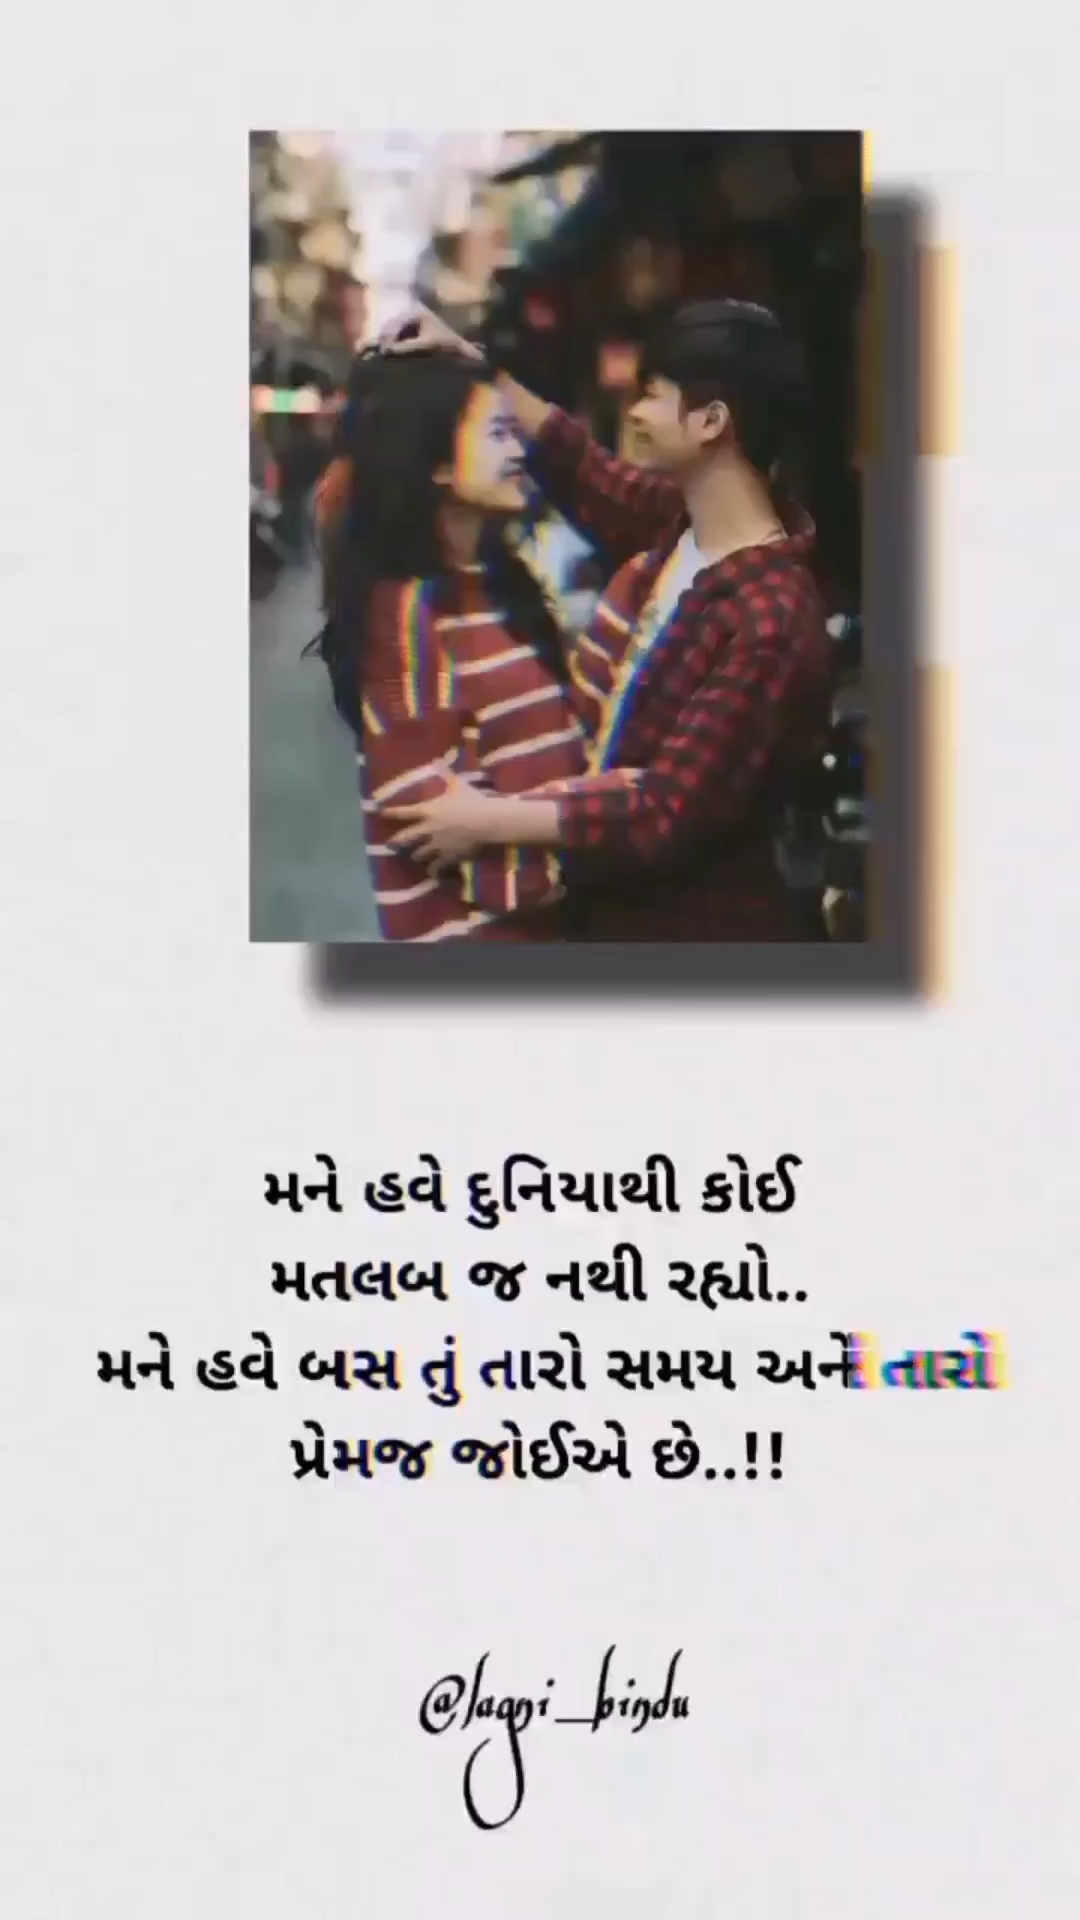 મને હવે દુનિયાથી કોઈ
મતલબ જ નથી રહ્યો..
મને હવે બસ તું તારો સમય અને તારો
પ્રેમજ જોઈએ છે..!!
@lagni_bindu